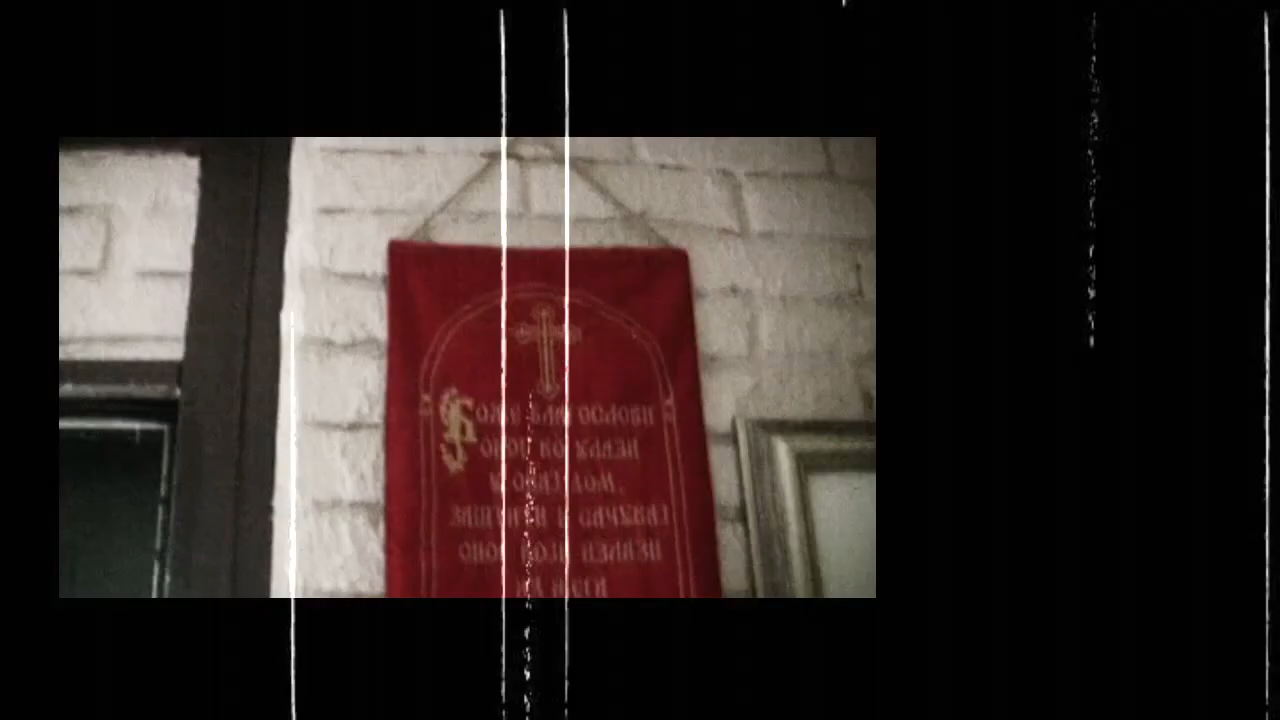 БОЖЕ БЛАГОСЛОВИ
ОНОГ КО УЛАЗИ
У ОВАЈ ДОМ,
ЗАШТИТИ И САЧУВАЈ
ОНОГ КОЈИ ИЗЛАЗИ